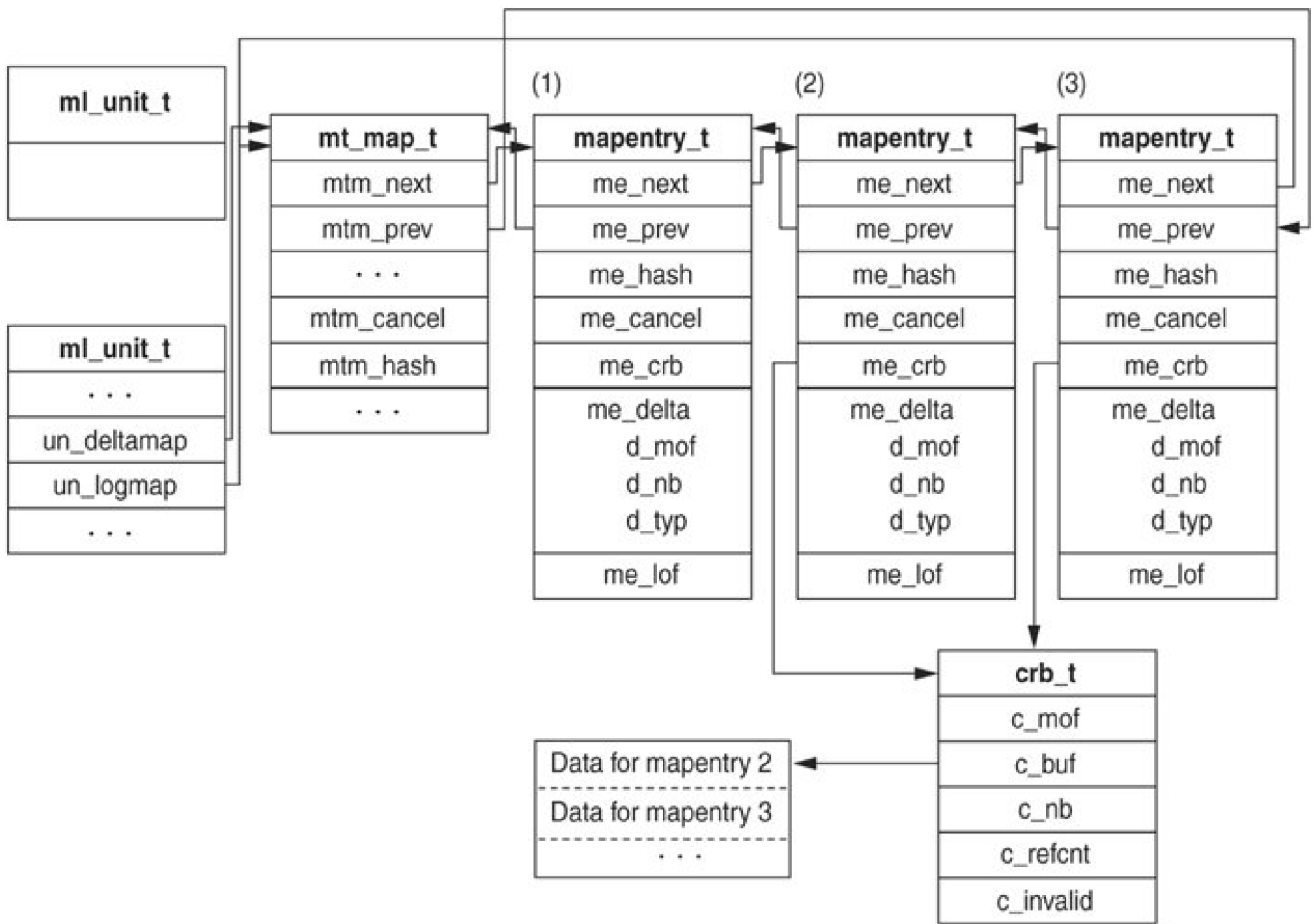 ml_unit_t
ml_unit_t
. . .
un_deltamap
un_logmap
. . .
mt_map_t
mtm_next
mtm_prev
. . .
mtm_cancel
mtm_hash
. . .
(1)
mapentry_t
me_next
me_prev
me_hash
me_cancel
me_crb
me_delta
d_mof
d_nb
d_typ
me_lof
(2)
mapentry_t
me_next
me_prev
me_hash
me_cancel
me_crb
me_delta
d_mof
d_nb
d_typ
me_lof
(3)
mapentry_t
me_next
me_prev
me_hash
me_cancel
me_crb
me_delta
d_mof
d_nb
d_typ
me_lof
crb_t
c_mof
c_buf
c_nb
c_refcnt
c_invalid
Data for mapentry 2
Data for mapentry 3
. . .